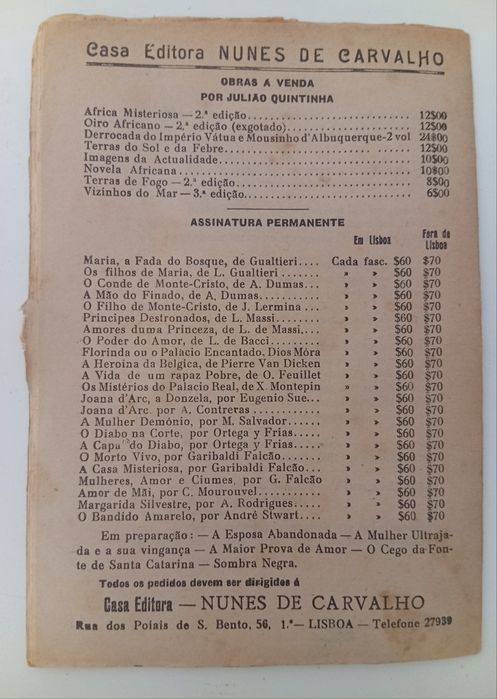 Casa Editora NUNES DE CARVALHO
OBRAS A VENDA
POR JULIAO QUINTINHA
Africa Misteriosa — 2.ª edição 12$00
Oiro Africano — 2.ª edição (exgotado) 12$00
Derrocada do Império Vátua e Mousinho d'Albuquerque-2 vol 24$00
Terras do Sol e da Febre 12$00
Imagens da Actualidade 10$00
Novela Africana 10$00
Terras de Fogo — 2.ª edição 8$00
Vizinhos do Mar — 3.ª edição 6$00
ASSINATURA PERMANENTE
Em Lisboa Fora de Lisboa
Maria, a Fada do Bosque, de Gualtieri.... Cada fasc. $60 $70
Os filhos de Maria, de L. Gualtieri ....... » » $60 $70
O Conde de Monte-Cristo, de A. Dumas... » » $60 $70
A Mão do Finado, de A. Dumas........... » » $60 $70
O Filho de Monte-Cristo, de J. Lermina ... » » $60 $70
Principes Destronados, de L. Massi........ » » $60 $70
Amores duma Princeza, de L. de Massi.... » » $60 $70
O Poder do Amor, de L. de Bacci.......... » » $60 $70
Florinda ou o Palácio Encantado, Dios Móra » » $60 $70
A Heroina da Belgica, de Pierre Van Dicken » » $60 $70
A Vida de um rapaz Pobre, de O. Feuillet » » $60 $70
Os Mistérios do Palacio Real, de X. Montepin » » $60 $70
Joana d'Arc, a Donzela, por Eugenio Sue... » » $60 $70
Joana d'Arc. por A. Contreras ............ » » $60 $70
A Mulher Demónio, por M. Salvador...... » » $60 $70
O Diabo na Corte, por Ortega y Frias..... » » $60 $70
A Capa do Diabo, por Ortega y Frias..... » » $60 $70
O Morto Vivo, por Garibaldi Falcão....... » » $60 $70
A Casa Misteriosa, por Garibaldi Falcão... » » $60 $70
Mulheres, Amor e Ciumes, por G. Falcão » » $60 $70
Amor de Mãi, por C. Mourouvel........... » » $60 $70
Margarida Silvestre, por A. Rodrigues..... » » $60 $70
O Bandido Amarelo, por André Stwart.... » » $60 $70
Em preparação: — A Esposa Abandonada — A Mulher Ultraja-
da e a sua vingança — A Maior Prova de Amor — O Cego da Fon-
te de Santa Catarina — Sombra Negra.
Todos os pedidos devem ser dirigidos á
Casa Editora — NUNES DE CARVALHO
Rua dos Poiais de S. Bento, 56, 1.º — LISBOA — Telefone 27939